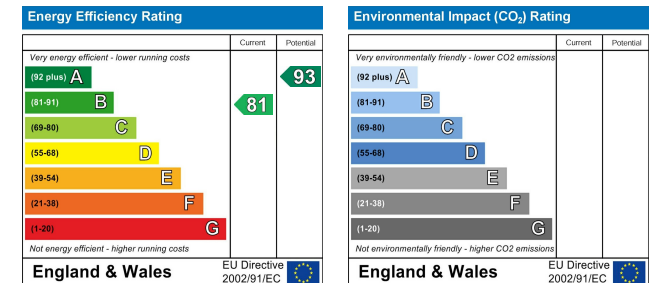 Energy Efficiency Rating
Current Potential
Very energy efficient - lower running costs
(92 plus) A
93
(81-91) B
81
(69-80) C
(55-68) D
(39-54) E
(21-38) F
(1-20) G
Not energy efficient - higher running costs
England & Wales
EU Directive
2002/91/EC
Environmental Impact (CO₂) Rating
Current Potential
Very environmentally friendly - lower CO2 emissions
(92 plus) A
(81-91) B
(69-80) C
(55-68) D
(39-54) E
(21-38) F
(1-20) G
Not environmentally friendly - higher CO2 emissions
England & Wales
EU Directive
2002/91/EC